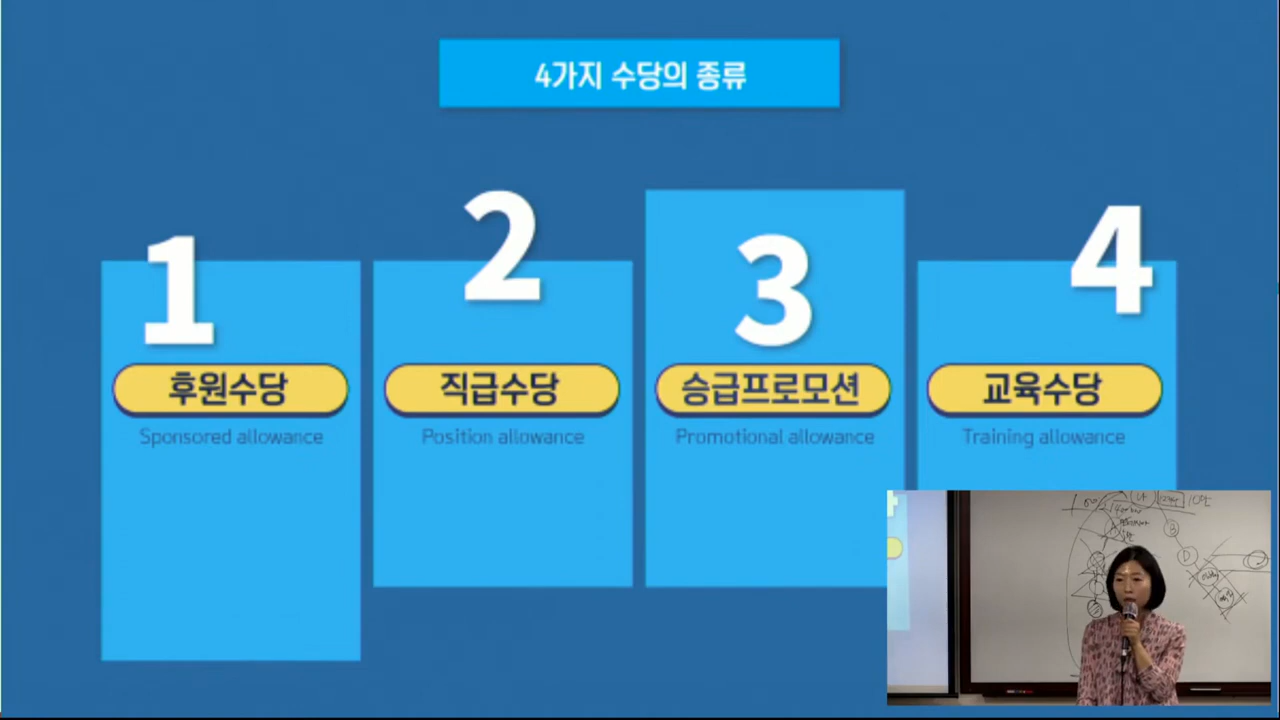 4가지 수당의 종류
1
후원수당
Sponsored allowance
2
직급수당
Position allowance
3
승급프로모션
Promotional allowance
4
교육수당
Training allowance